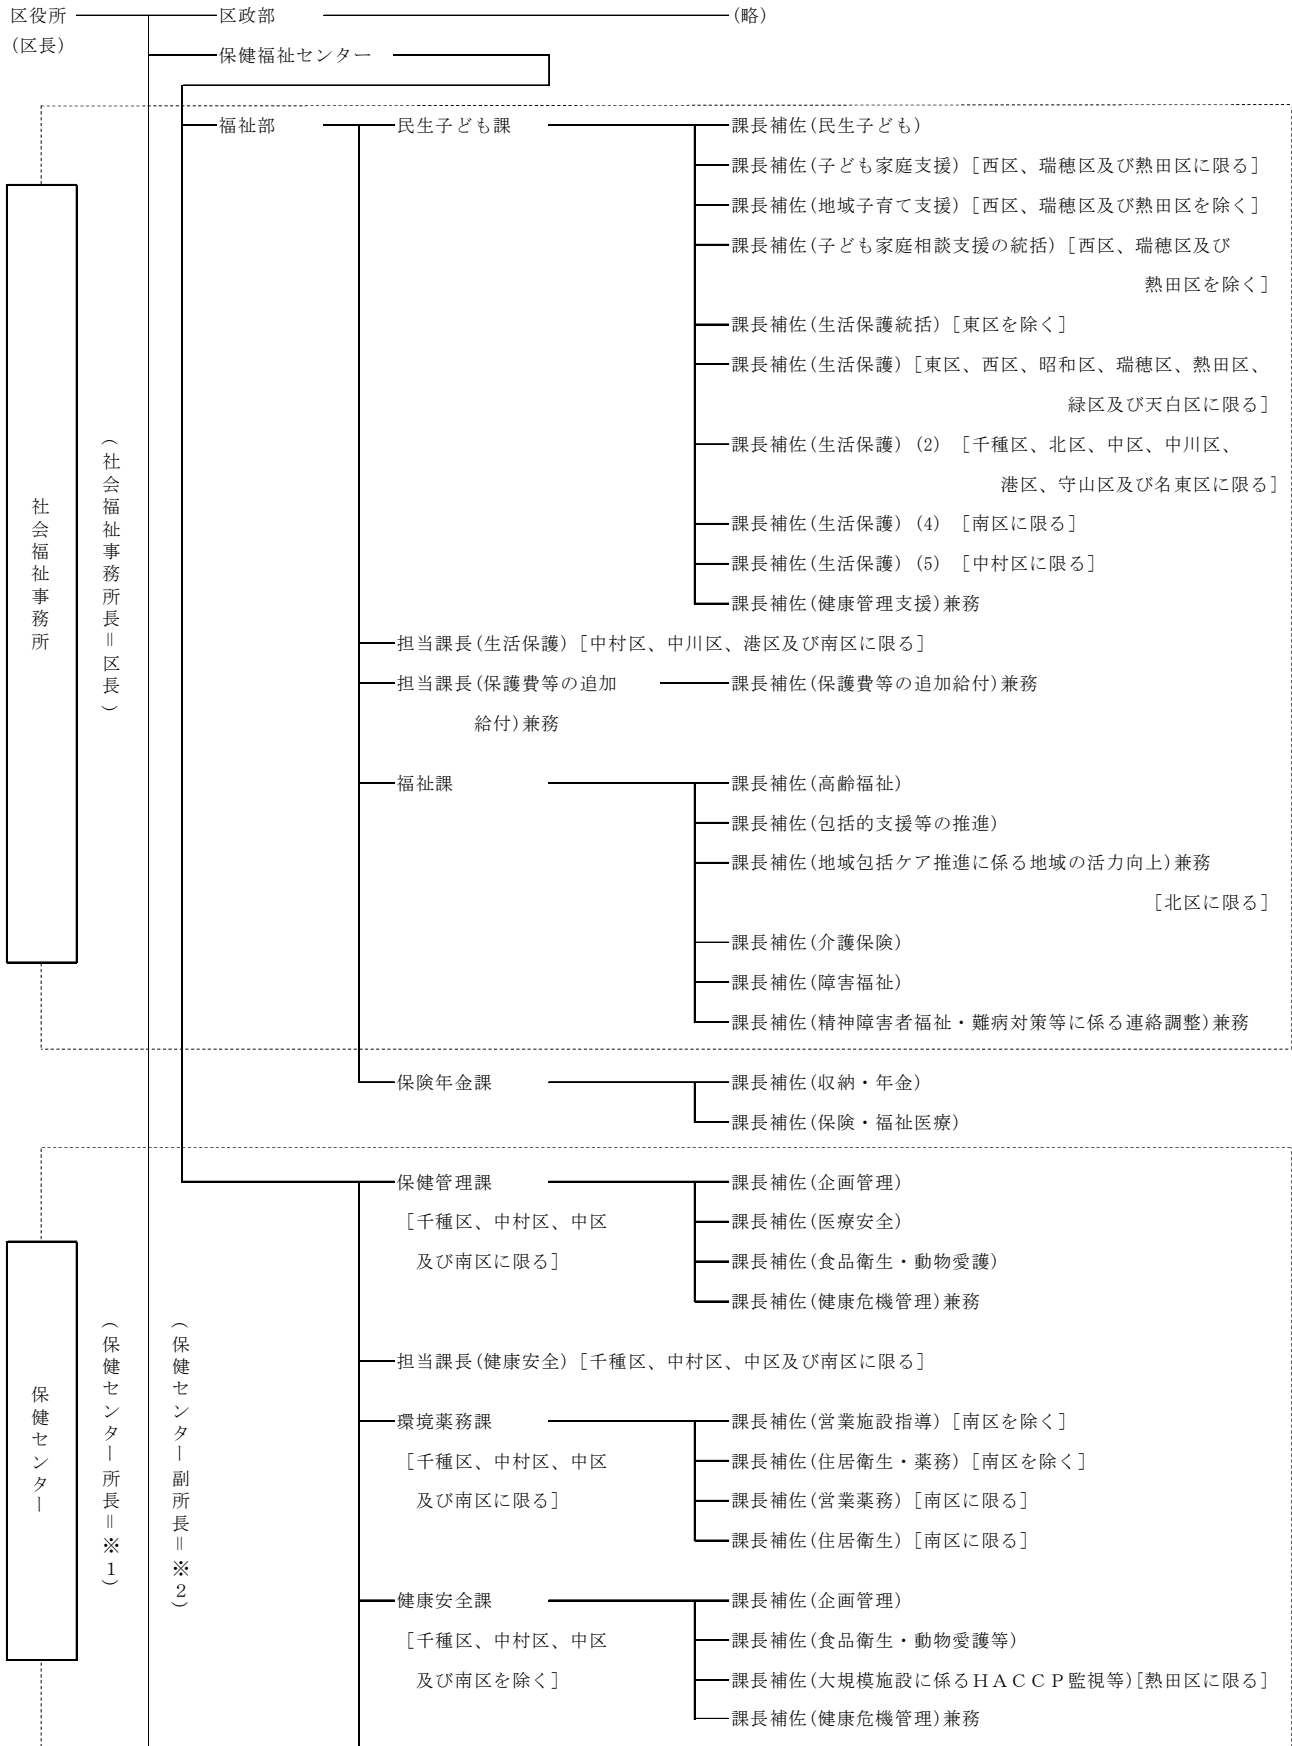 区役所
区政部
(略)
(区長)
保健福祉センター
福祉部
民生子ども課
課長補佐(民生子ども)
課長補佐(子ども家庭支援)［西区、瑞穂区及び熱田区に限る］
課長補佐(地域子育て支援)［西区、瑞穂区及び熱田区を除く］
課長補佐(子ども家庭相談支援の統括)［西区、瑞穂区及び
熱田区を除く］
課長補佐(生活保護統括)［東区を除く］
課長補佐(生活保護)［東区、西区、昭和区、瑞穂区、熱田区、
緑区及び天白区に限る］
課長補佐(生活保護) (2) ［千種区、北区、中区、中川区、
港区、守山区及び名東区に限る］
課長補佐(生活保護) (4) ［南区に限る］
課長補佐(生活保護) (5) ［中村区に限る］
課長補佐(健康管理支援)兼務
社会福祉事務所
(社会福祉事務所長＝区長)
担当課長(生活保護)［中村区、中川区、港区及び南区に限る］
担当課長(保護費等の追加
給付)兼務
課長補佐(保護費等の追加給付)兼務
福祉課
課長補佐(高齢福祉)
課長補佐(包括的支援等の推進)
課長補佐(地域包括ケア推進に係る地域の活力向上)兼務
［北区に限る］
課長補佐(介護保険)
課長補佐(障害福祉)
課長補佐(精神障害者福祉・難病対策等に係る連絡調整)兼務
保険年金課
課長補佐(収納・年金)
課長補佐(保険・福祉医療)
保健管理課
［千種区、中村区、中区
及び南区に限る］
課長補佐(企画管理)
課長補佐(医療安全)
課長補佐(食品衛生・動物愛護)
課長補佐(健康危機管理)兼務
保健センター
(保健センター所長＝※1)
(保健センター副所長＝※2)
担当課長(健康安全)［千種区、中村区、中区及び南区に限る］
環境薬務課
［千種区、中村区、中区
及び南区に限る］
課長補佐(営業施設指導)［南区を除く］
課長補佐(住居衛生・薬務)［南区を除く］
課長補佐(営業薬務)［南区に限る］
課長補佐(住居衛生)［南区に限る］
健康安全課
［千種区、中村区、中区
及び南区を除く］
課長補佐(企画管理)
課長補佐(食品衛生・動物愛護等)
課長補佐(大規模施設に係るＨＡＣＣＰ監視等)［熱田区に限る］
課長補佐(健康危機管理)兼務